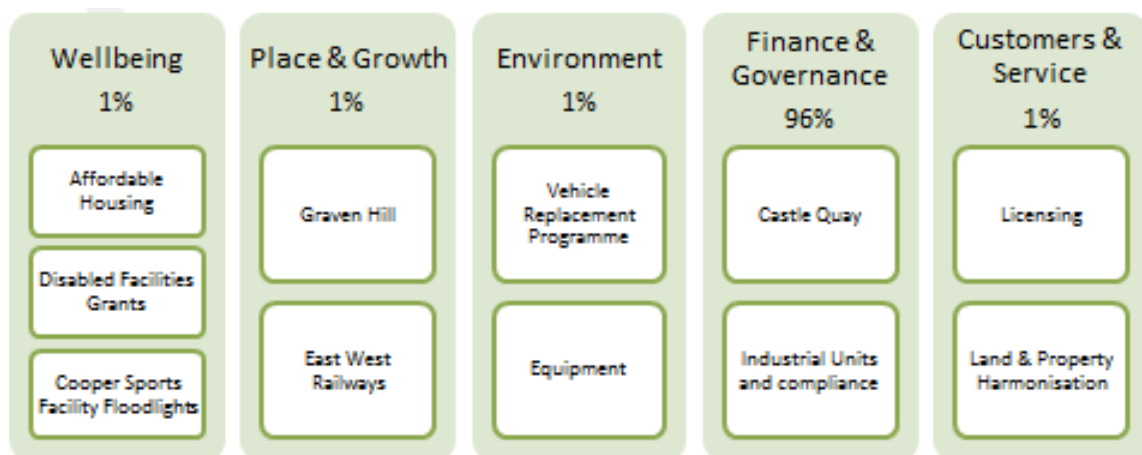 Wellbeing
1%
Affordable
Housing
Disabled Facilities
Grants
Cooper Sports
Facility Floodlights
Place & Growth
1%
Graven Hill
East West
Railways
Environment
1%
Vehicle
Replacement
Programme
Equipment
Finance &
Governance
96%
Castle Quay
Industrial Units
and compliance
Customers &
Service
1%
Licensing
Land & Property
Harmonisation